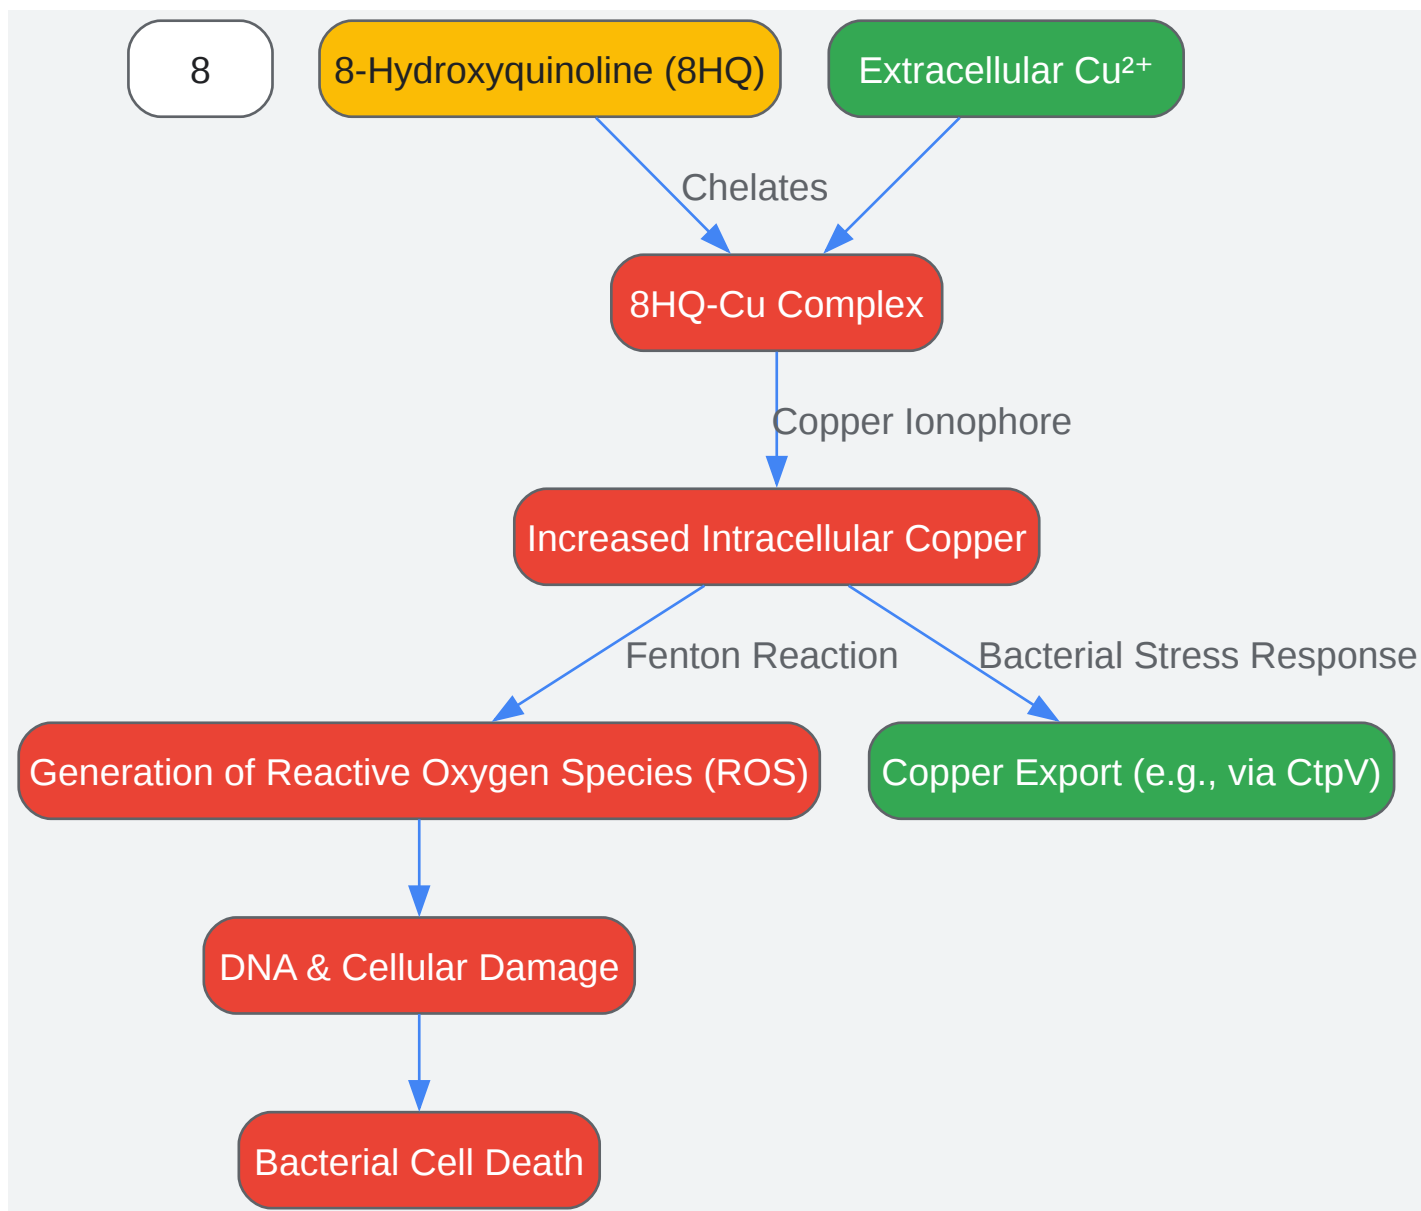 8
8-Hydroxyquinoline (8HQ)
Extracellular Cu²⁺
Chelates
8HQ-Cu Complex
Copper Ionophore
Increased Intracellular Copper
Fenton Reaction
Bacterial Stress Response
Generation of Reactive Oxygen Species (ROS)
Copper Export (e.g., via CtpV)
DNA & Cellular Damage
Bacterial Cell Death